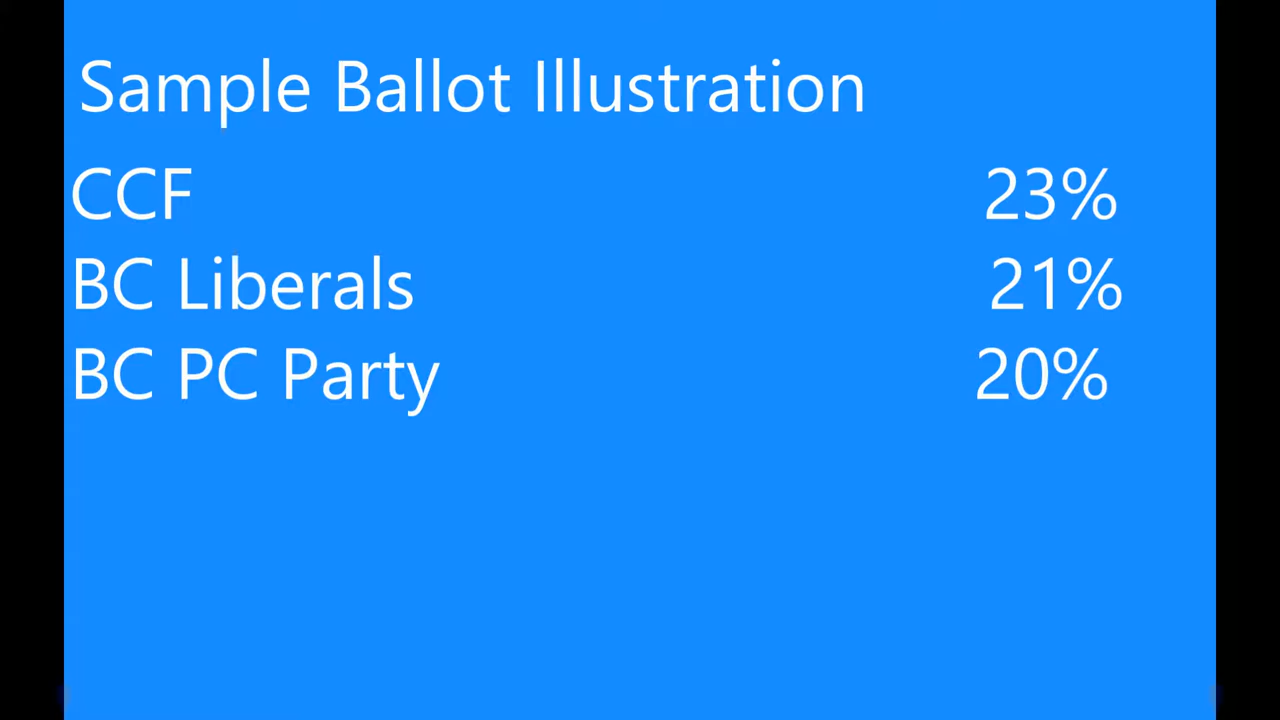 Sample Ballot Illustration
CCF 23%
BC Liberals 21%
BC PC Party 20%